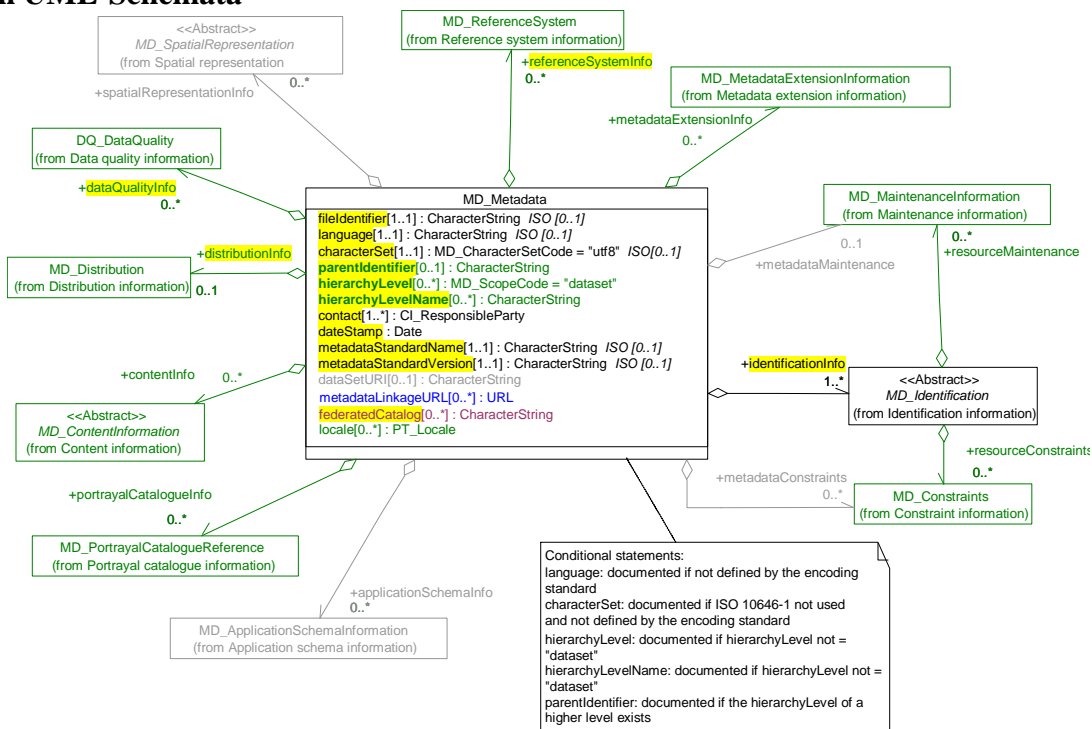 UML-Schemata
<<Abstract>>
MD_SpatialRepresentation
(from Spatial representation
0..*
+spatialRepresentationInfo
MD_ReferenceSystem
(from Reference system information)
+referenceSystemInfo
0..*
MD_MetadataExtensionInformation
(from Metadata extension information)
+metadataExtensionInfo
0..*
DQ_DataQuality
(from Data quality information)
+dataQualityInfo
0..*
MD_Metadata
fileIdentifier[1..1] : CharacterString ISO [0..1]
language[1..1] : CharacterString ISO [0..1]
characterSet[1..1] : MD_CharacterSetCode = "utf8" ISO[0..1]
parentIdentifier[0..1] : CharacterString
hierarchyLevel[0..*] : MD_ScopeCode = "dataset"
hierarchyLevelName[0..*] : CharacterString
contact[1..*] : CI_ResponsibleParty
dateStamp : Date
metadataStandardName[1..1] : CharacterString ISO [0..1]
metadataStandardVersion[1..1] : CharacterString ISO [0..1]
dataSetURI[0..1] : CharacterString
metadataLinkageURL[0..*] : URL
federatedCatalog[0..*] : CharacterString
locale[0..*] : PT_Locale
MD_MaintenanceInformation
(from Maintenance information)
0..1
+metadataMaintenance
0..*
+resourceMaintenance
+distributionInfo
MD_Distribution
(from Distribution information)
0..1
+contentInfo
0..*
<<Abstract>>
MD_ContentInformation
(from Content information)
+identificationInfo
1..*
<<Abstract>>
MD_Identification
(from Identification information)
+resourceConstraints
0..*
+metadataConstraints
0..*
MD_Constraints
(from Constraint information)
+portrayalCatalogueInfo
0..*
MD_PortrayalCatalogueReference
(from Portrayal catalogue information)
+applicationSchemaInfo
0..*
MD_ApplicationSchemaInformation
(from Application schema information)
Conditional statements:
language: documented if not defined by the encoding
standard
characterSet: documented if ISO 10646-1 not used
and not defined by the encoding standard
hierarchyLevel: documented if hierarchyLevel not =
"dataset"
hierarchyLevelName: documented if hierarchyLevel not =
"dataset"
parentIdentifier: documented if the hierarchyLevel of a
higher level exists